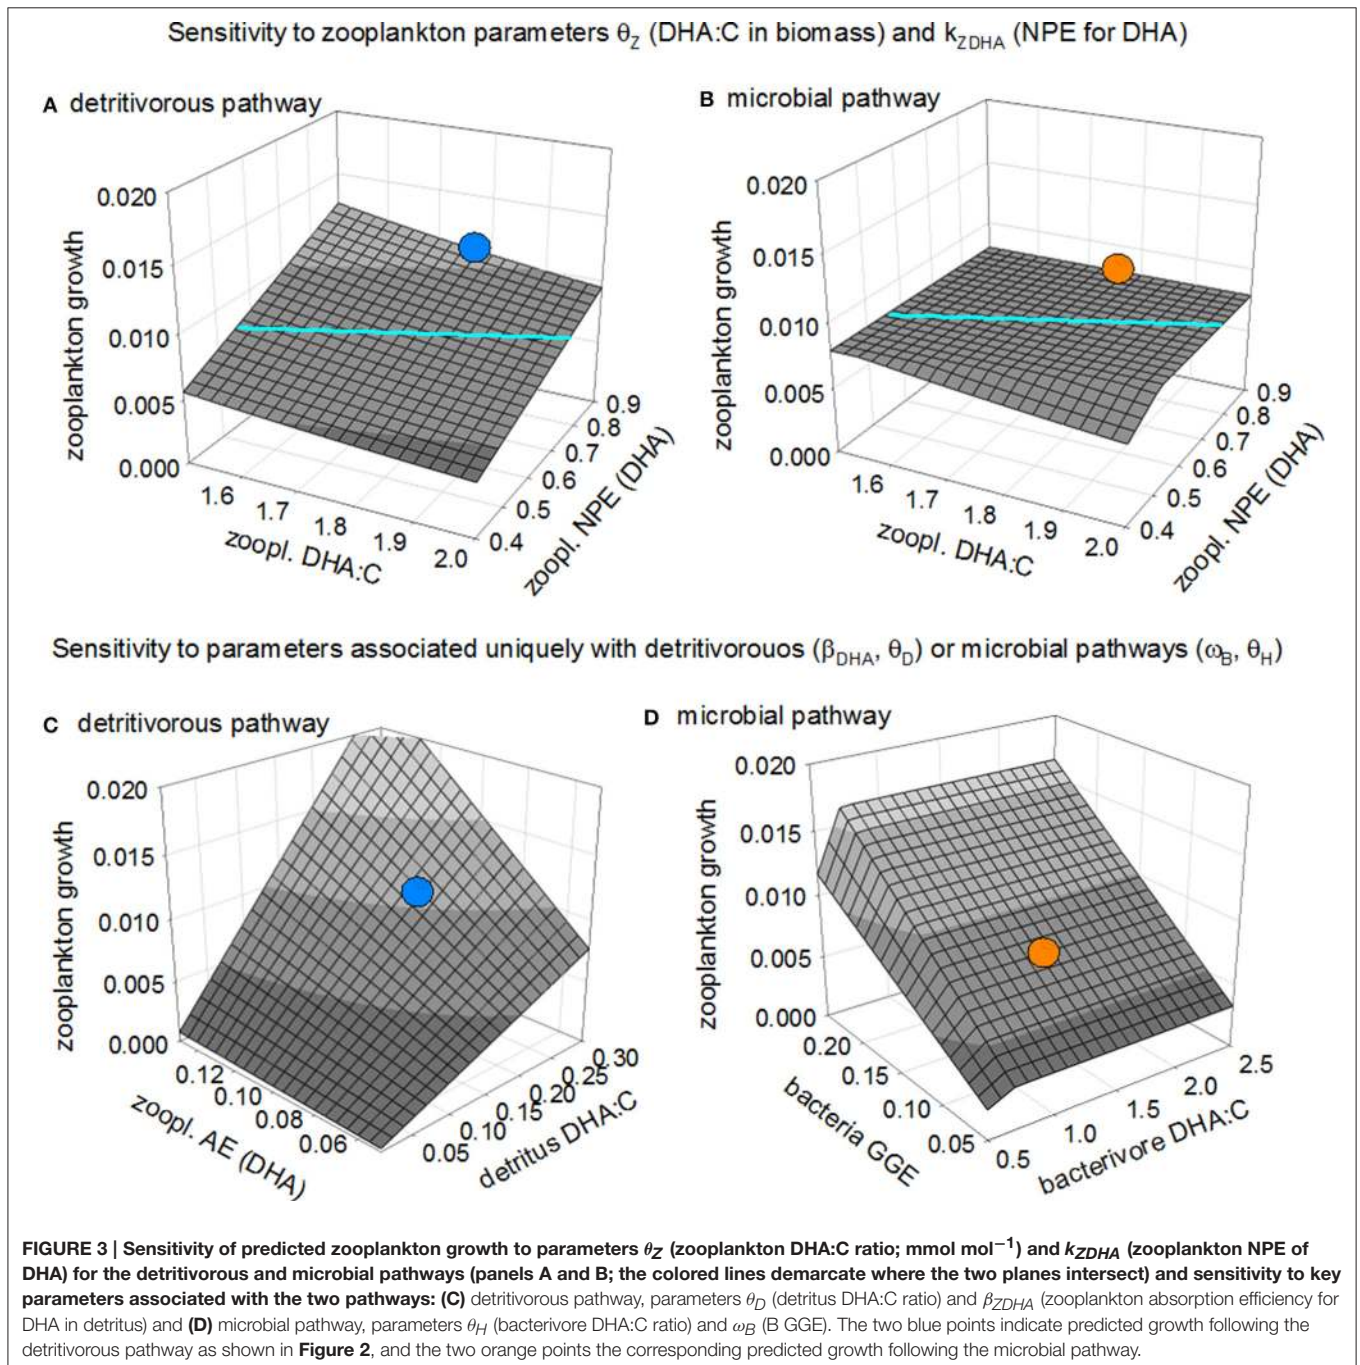 Sensitivity to zooplankton parameters θZ (DHA:C in biomass) and kZDHA (NPE for DHA)
A detritivorous pathway
B microbial pathway
0.020
0.015
0.010
0.005
0.000
zooplankton growth
1.6
1.7
1.8
1.9
2.0
zoopl. DHA:C
0.4
0.5
0.6
0.7
0.8
0.9
zoopl. NPE (DHA)
0.020
0.015
0.010
0.005
0.000
zooplankton growth
1.6
1.7
1.8
1.9
2.0
zoopl. DHA:C
0.4
0.5
0.6
0.7
0.8
0.9
zoopl. NPE (DHA)
Sensitivity to parameters associated uniquely with detritivorouos (βDHA, θD) or microbial pathways (ωB, θH)
C detritivorous pathway
D microbial pathway
0.020
0.015
0.010
0.005
0.000
zooplankton growth
0.12
0.10
0.08
0.06
zoopl. AE (DHA)
0.05
0.10
0.15
0.20
0.25
0.30
detritus DHA:C
0.020
0.015
0.010
0.005
0.000
zooplankton growth
0.20
0.15
0.10
0.05
bacteria GGE
0.5
1.0
1.5
2.0
2.5
bacterivore DHA:C
FIGURE 3 | Sensitivity of predicted zooplankton growth to parameters θZ (zooplankton DHA:C ratio; mmol mol−1) and kZDHA (zooplankton NPE of
DHA) for the detritivorous and microbial pathways (panels A and B; the colored lines demarcate where the two planes intersect) and sensitivity to key
parameters associated with the two pathways: (C) detritivorous pathway, parameters θD (detritus DHA:C ratio) and βZDHA (zooplankton absorption efficiency for
DHA in detritus) and (D) microbial pathway, parameters θH (bacterivore DHA:C ratio) and ωB (B GGE). The two blue points indicate predicted growth following the
detritivorous pathway as shown in Figure 2, and the two orange points the corresponding predicted growth following the microbial pathway.